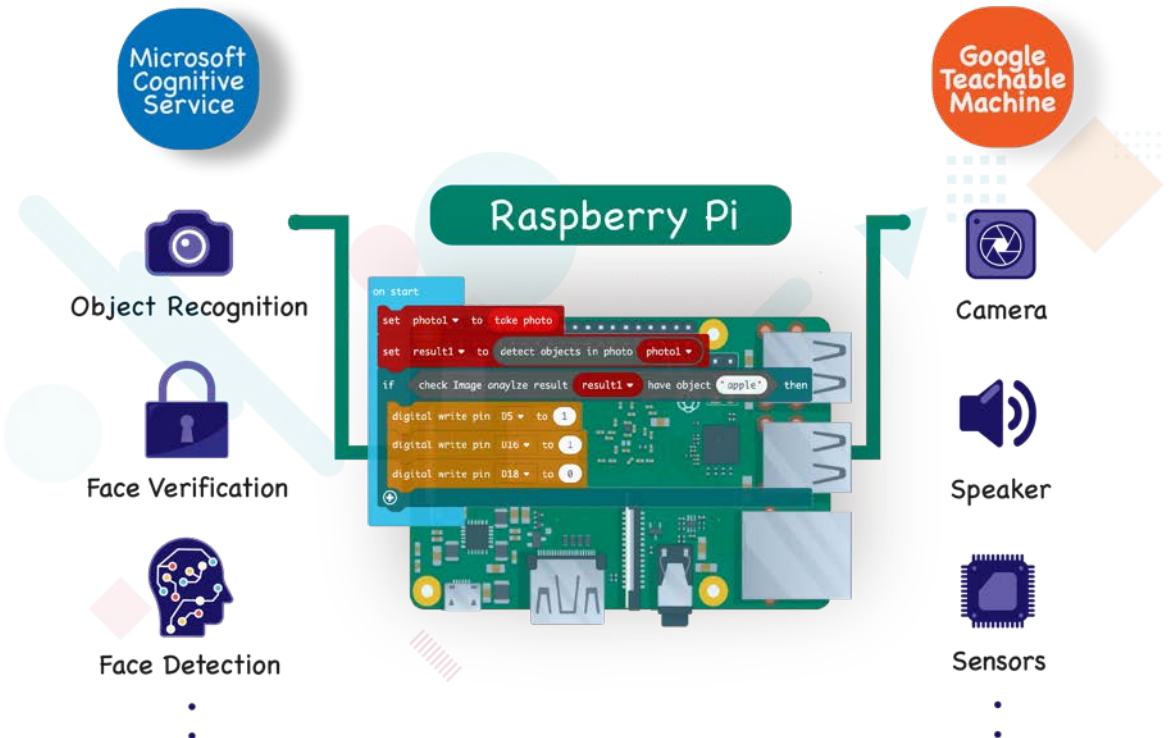 Microsoft
Cognitive
Service
Google
Teachable
Machine
Raspberry Pi
Object Recognition
Face Verification
Face Detection
on start
set photo1 to take photo
set result1 to detect objects in photo photo1
if check Image anaylze result result1 have object "apple" then
digital write pin D5 to 1
digital write pin D16 to 1
digital write pin D18 to 0
Camera
Speaker
Sensors